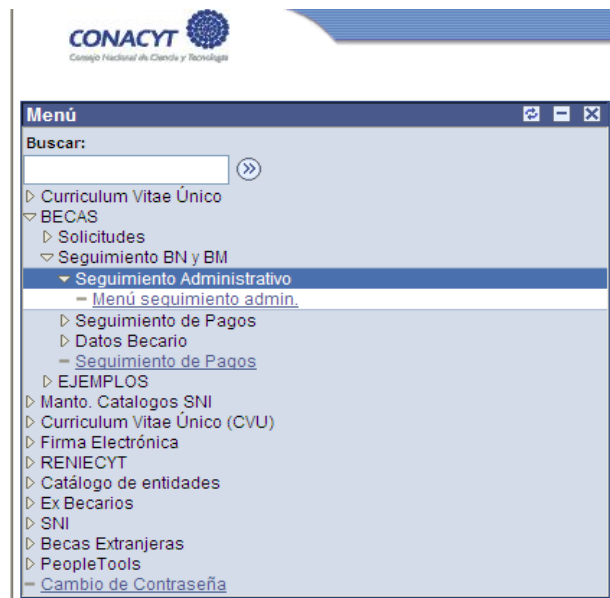 CONACYT
Consejo Nacional de Ciencia y Tecnología
Menú
Buscar:
Curriculum Vitae Único
BECAS
Solicitudes
Seguimiento BN y BM
Seguimiento Administrativo
Menú seguimiento admin.
Seguimiento de Pagos
Datos Becario
Seguimiento de Pagos
EJEMPLOS
Manto. Catalogos SNI
Curriculum Vitae Único (CVU)
Firma Electrónica
RENIECYT
Catálogo de entidades
Ex Becarios
SNI
Becas Extranjeras
PeopleTools
Cambio de Contraseña